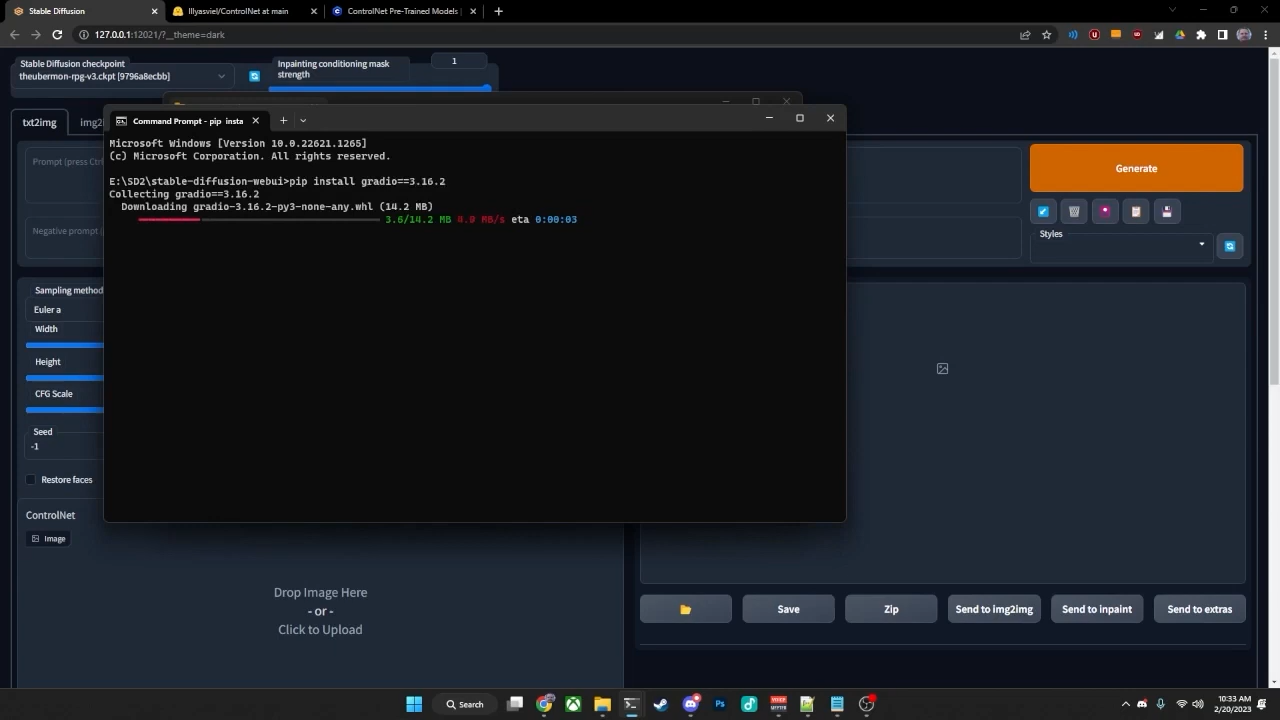 Stable Diffusion
lllyasviel/ControlNet at main
ControlNet Pre-Trained Models |
127.0.0.1:12021/?__theme=dark
Stable Diffusion checkpoint
theubermon-rpg-v3.ckpt [9796a8ecbb]
Inpainting conditioning mask
strength
1
txt2img
img2
Prompt (press Ctrl
Negative prompt (
Command Prompt - pip insta
Microsoft Windows [Version 10.0.22621.1265]
(c) Microsoft Corporation. All rights reserved.
E:\SD2\stable-diffusion-webui>pip install gradio==3.16.2
Collecting gradio==3.16.2
Downloading gradio-3.16.2-py3-none-any.whl (14.2 MB)
3.6/14.2 MB 4.9 MB/s eta 0:00:03
Generate
Styles
Sampling method
Euler a
Width
Height
CFG Scale
Seed
-1
Restore faces
ControlNet
Image
Drop Image Here
- or -
Click to Upload
Save
Zip
Send to img2img
Send to inpaint
Send to extras
Search
10:33 AM
2/20/2023